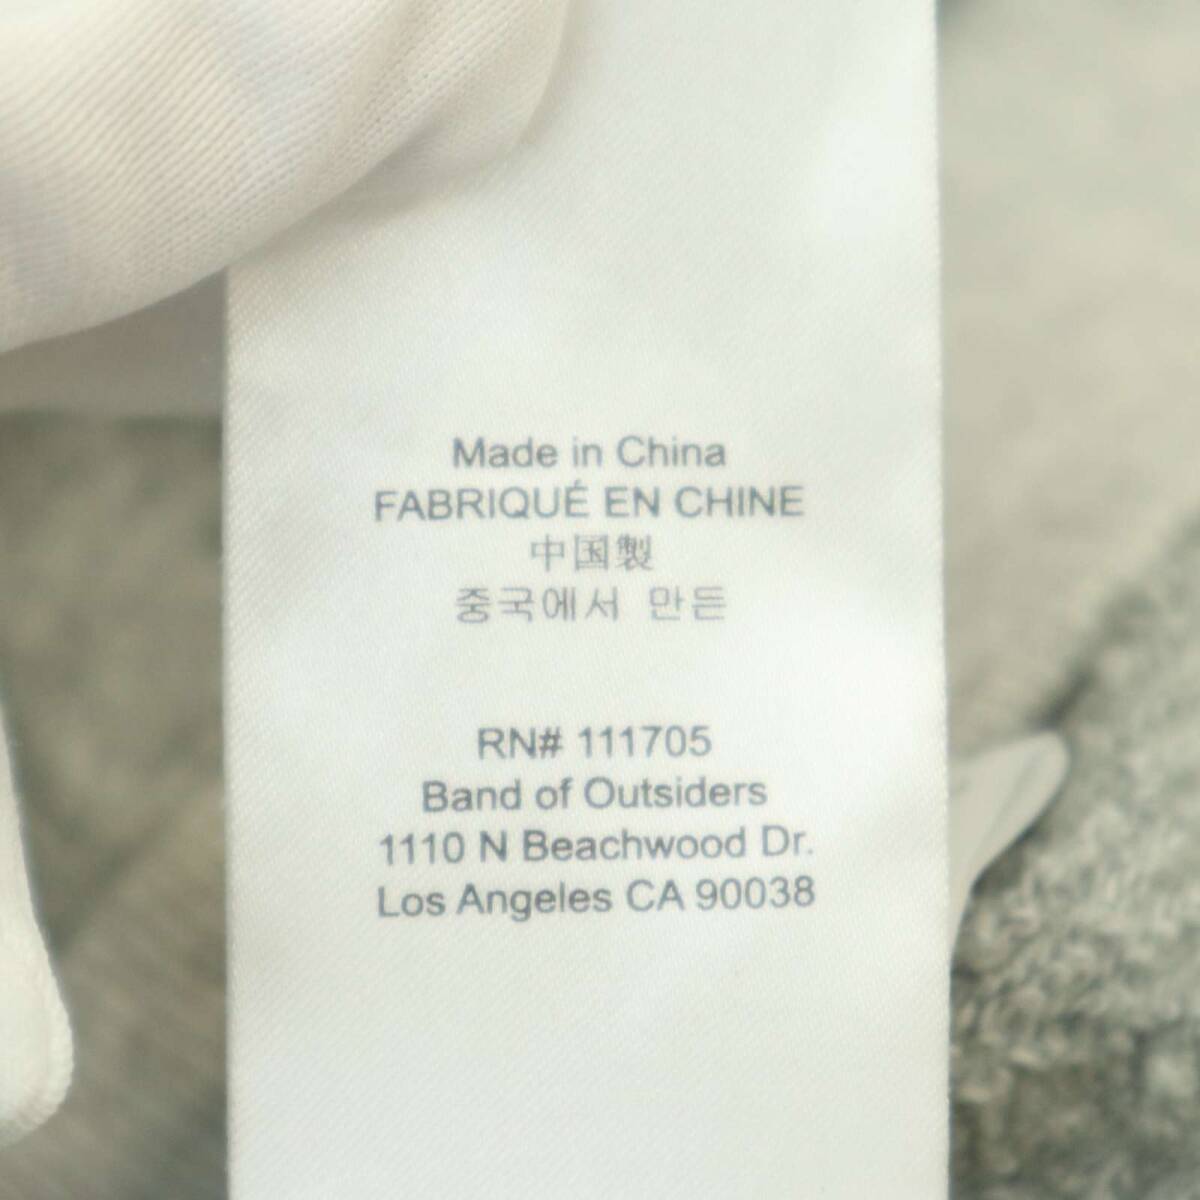 Made in China
FABRIQUÉ EN CHINE
中国製
중국에서 만든
RN# 111705
Band of Outsiders
1110 N Beachwood Dr.
Los Angeles CA 90038